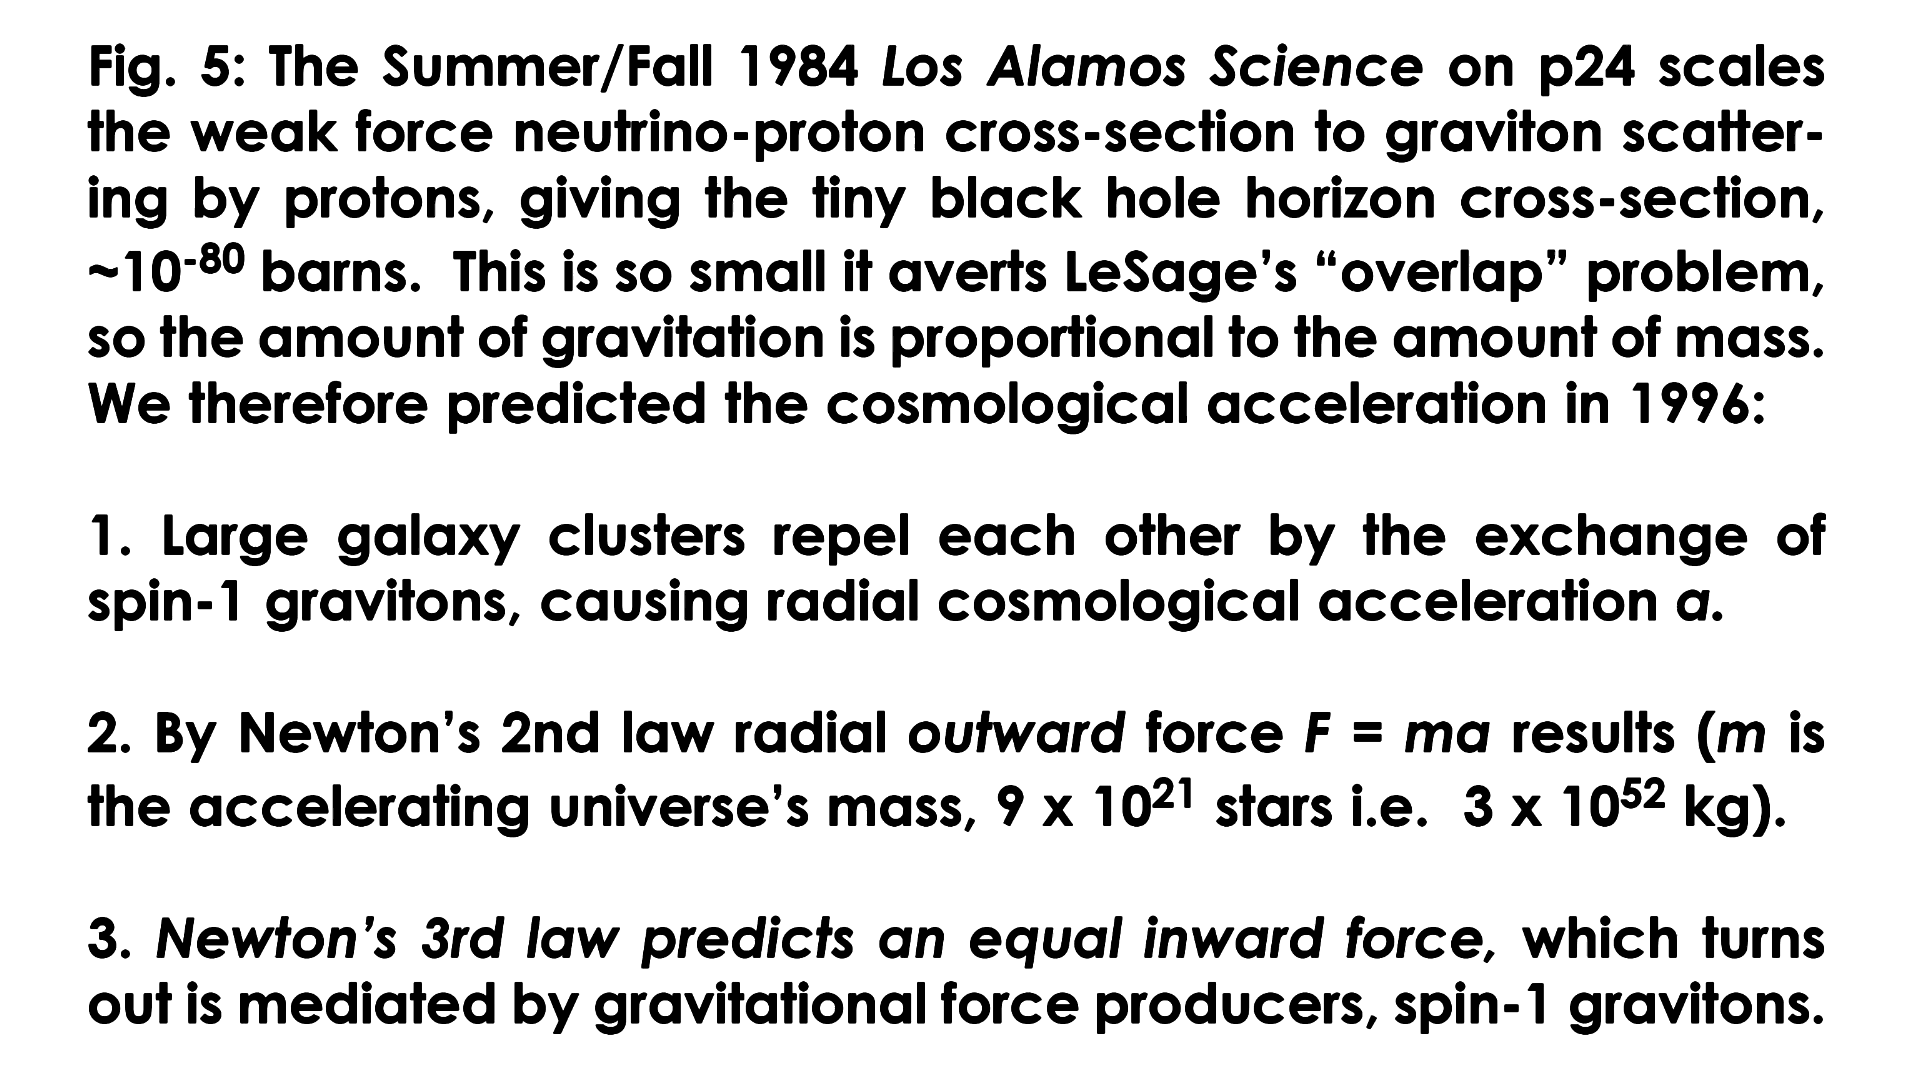 Fig. 5: The Summer/Fall 1984 Los Alamos Science on p24 scales
the weak force neutrino-proton cross-section to graviton scatter-
ing by protons, giving the tiny black hole horizon cross-section,
~10⁻⁸⁰ barns. This is so small it averts LeSage’s “overlap” problem,
so the amount of gravitation is proportional to the amount of mass.
We therefore predicted the cosmological acceleration in 1996:
1. Large galaxy clusters repel each other by the exchange of
spin-1 gravitons, causing radial cosmological acceleration a.
2. By Newton’s 2nd law radial outward force F = ma results (m is
the accelerating universe’s mass, 9 x 10²¹ stars i.e. 3 x 10⁵² kg).
3. Newton’s 3rd law predicts an equal inward force, which turns
out is mediated by gravitational force producers, spin-1 gravitons.